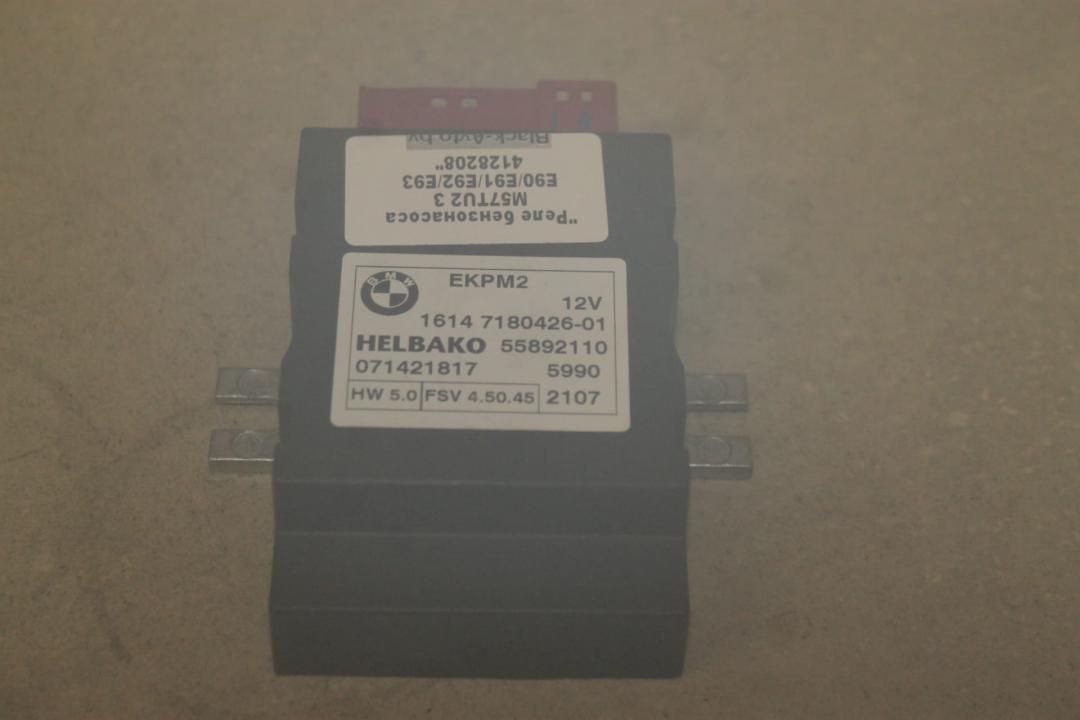 Black-Avto.by
"Реле бензонасоса
M57TU2 3
E90/E91/E92/E93
4128208"
BMW
EKPM2
12V
1614 7180426-01
HELBAKO 55892110
071421817 5990
HW 5.0 FSV 4.50.45 2107